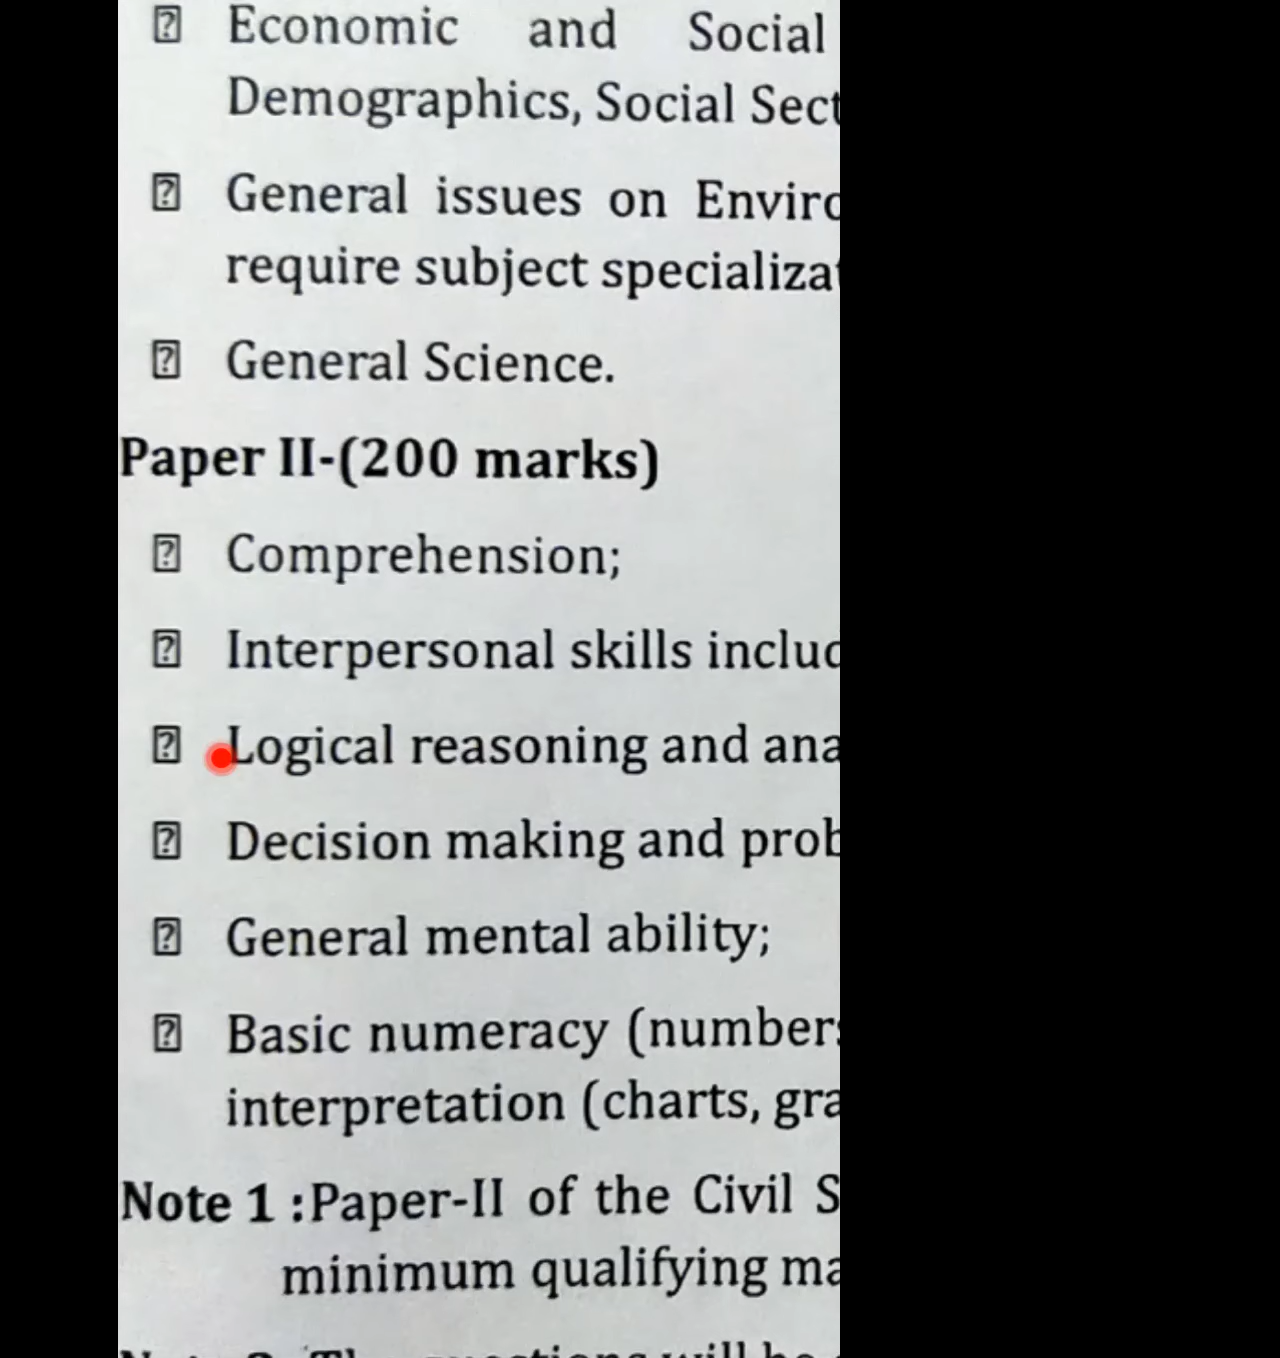 Economic and Social
Demographics, Social
General issues on
require subject
General Science.
Paper II-(200 marks)
Comprehension;
Interpersonal skills
Logical reasoning and
Decision making and
General mental ability;
Basic numeracy
interpretation (charts,
Note 1 :Paper-II of the Civil
minimum qualifying